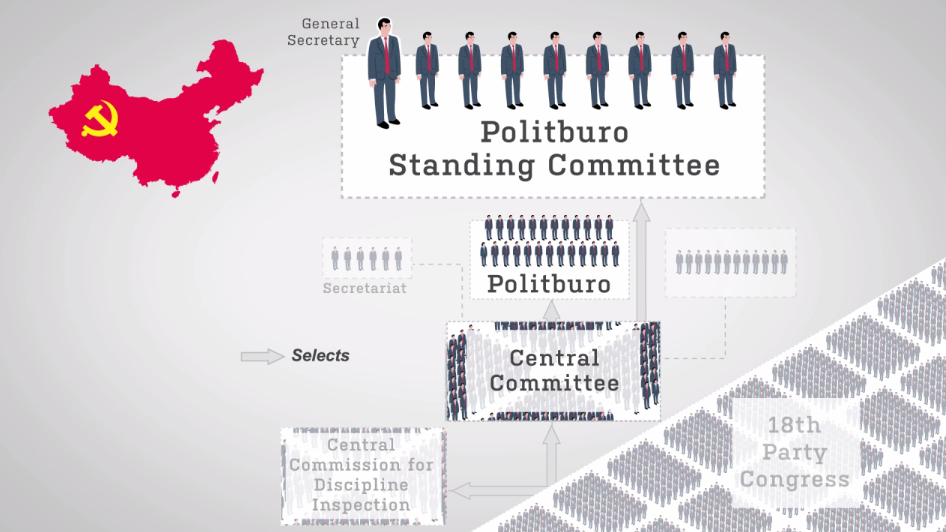 General
Secretary
Politburo
Standing Committee
Politburo
Secretariat
Selects
Central
Committee
18th
Party
Congress
Central
Commission for
Discipline
Inspection